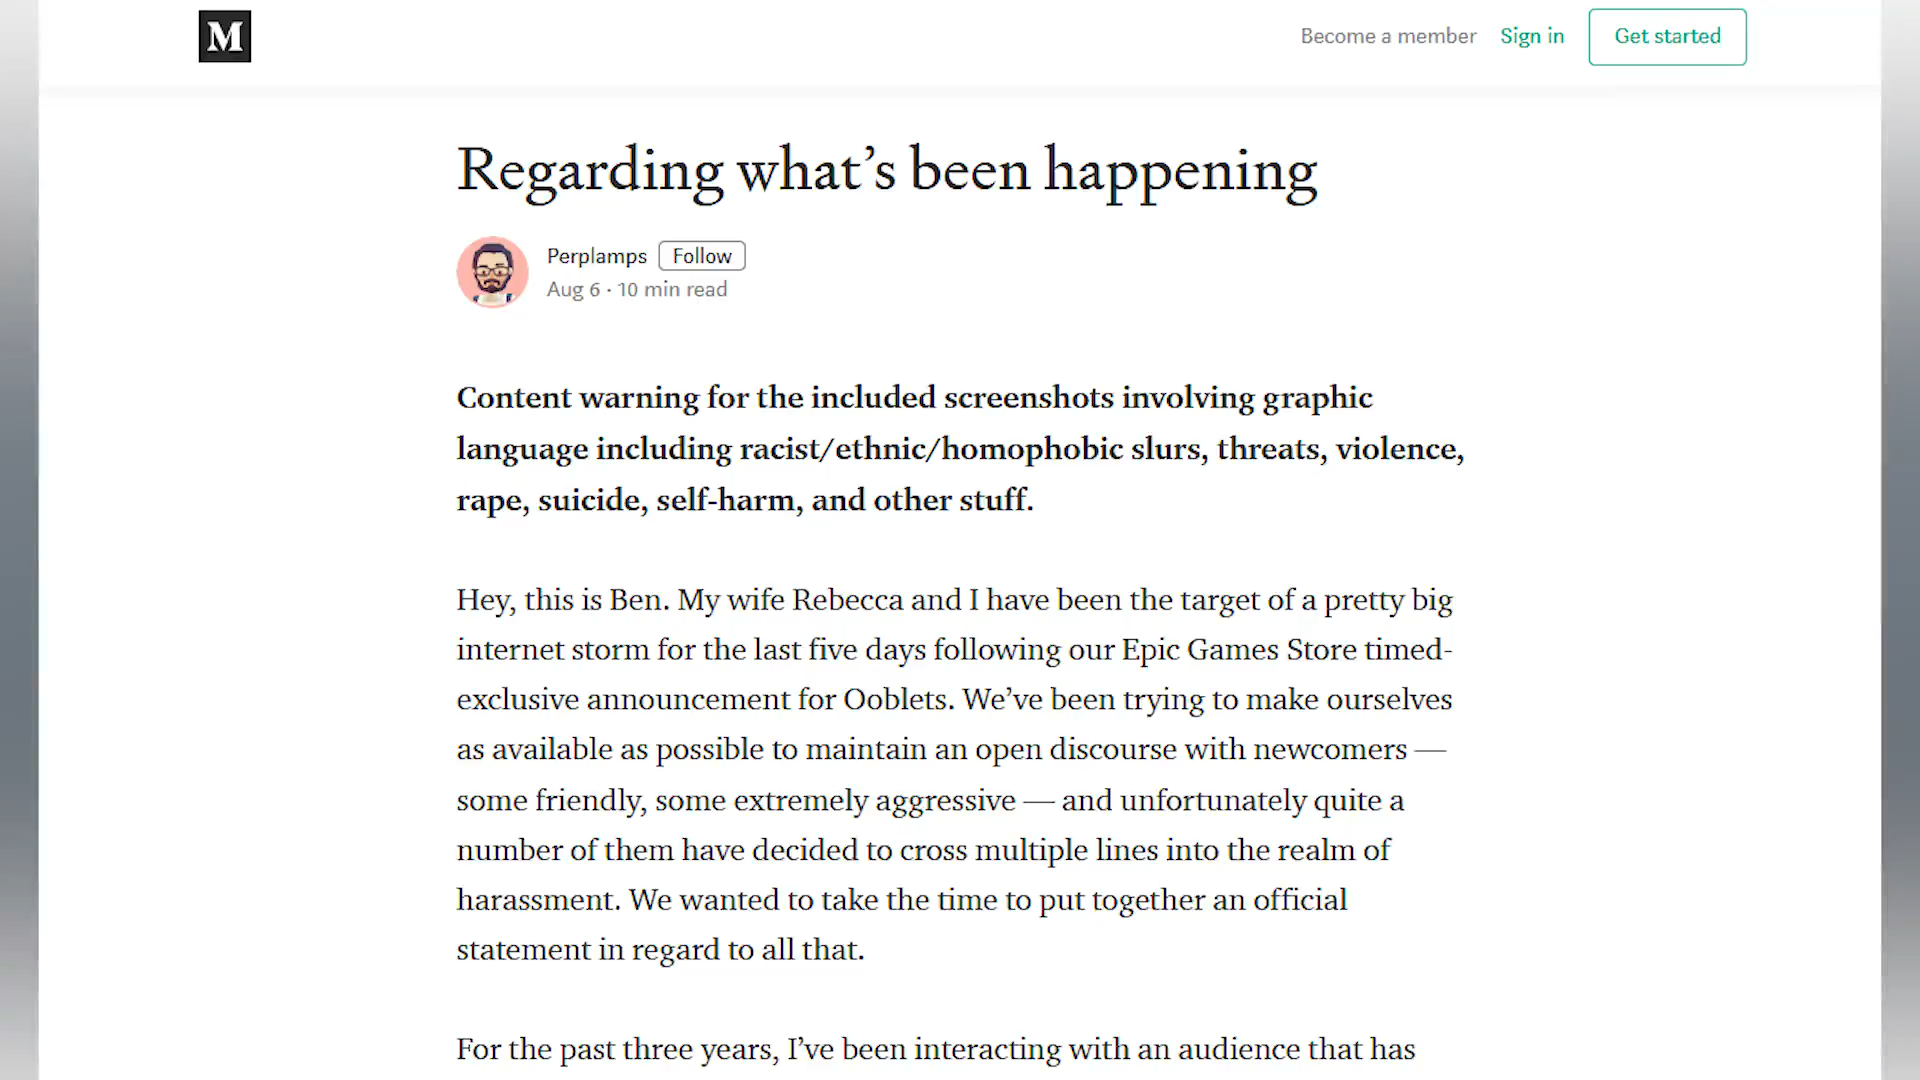 M
Become a member Sign in Get started
Regarding what’s been happening
Perplamps Follow
Aug 6 · 10 min read
Content warning for the included screenshots involving graphic
language including racist/ethnic/homophobic slurs, threats, violence,
rape, suicide, self-harm, and other stuff.
Hey, this is Ben. My wife Rebecca and I have been the target of a pretty big
internet storm for the last five days following our Epic Games Store timed-
exclusive announcement for Ooblets. We’ve been trying to make ourselves
as available as possible to maintain an open discourse with newcomers —
some friendly, some extremely aggressive — and unfortunately quite a
number of them have decided to cross multiple lines into the realm of
harassment. We wanted to take the time to put together an official
statement in regard to all that.
For the past three years, I’ve been interacting with an audience that has